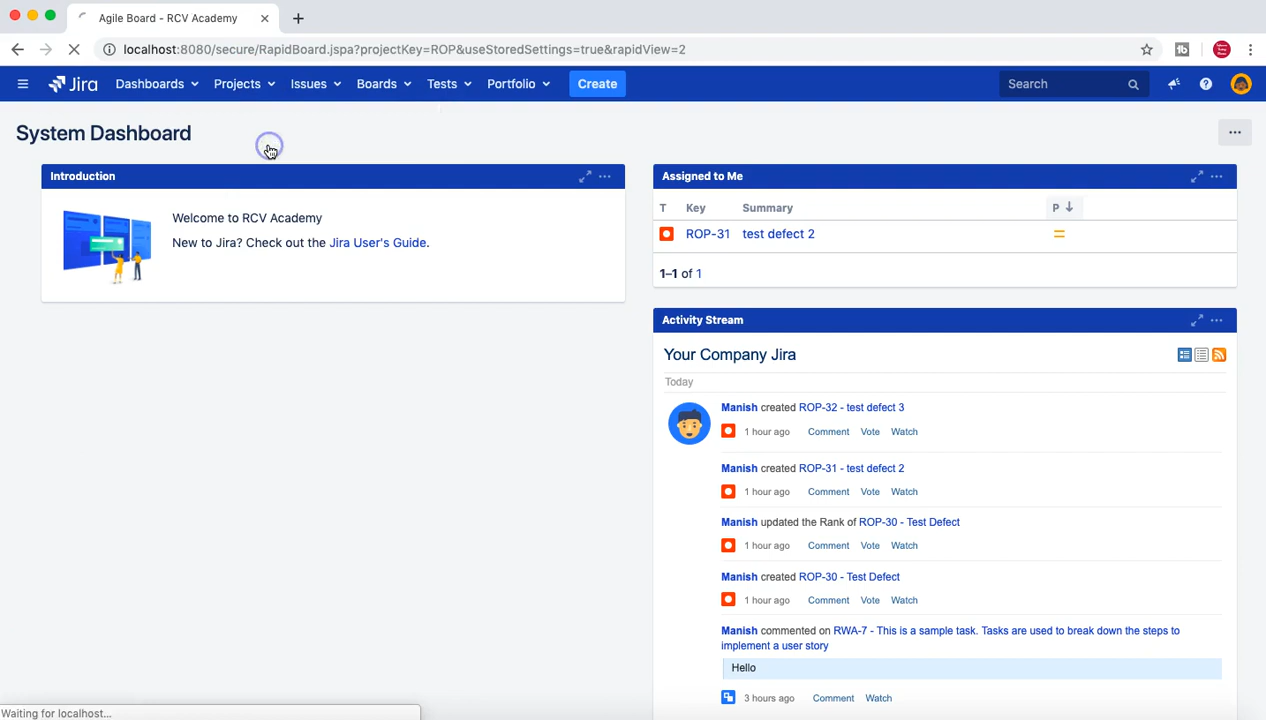 Agile Board - RCV Academy
localhost:8080/secure/RapidBoard.jspa?projectKey=ROP&useStoredSettings=true&rapidView=2
Jira Dashboards Projects Issues Boards Tests Portfolio Create Search
System Dashboard
Introduction
Welcome to RCV Academy
New to Jira? Check out the Jira User's Guide.
Assigned to Me
T Key Summary P
ROP-31 test defect 2
1–1 of 1
Activity Stream
Your Company Jira
Today
Manish created ROP-32 - test defect 3
1 hour ago Comment Vote Watch
Manish created ROP-31 - test defect 2
1 hour ago Comment Vote Watch
Manish updated the Rank of ROP-30 - Test Defect
1 hour ago Comment Vote Watch
Manish created ROP-30 - Test Defect
1 hour ago Comment Vote Watch
Manish commented on RWA-7 - This is a sample task. Tasks are used to break down the steps to
implement a user story
Hello
3 hours ago Comment Watch
Waiting for localhost...